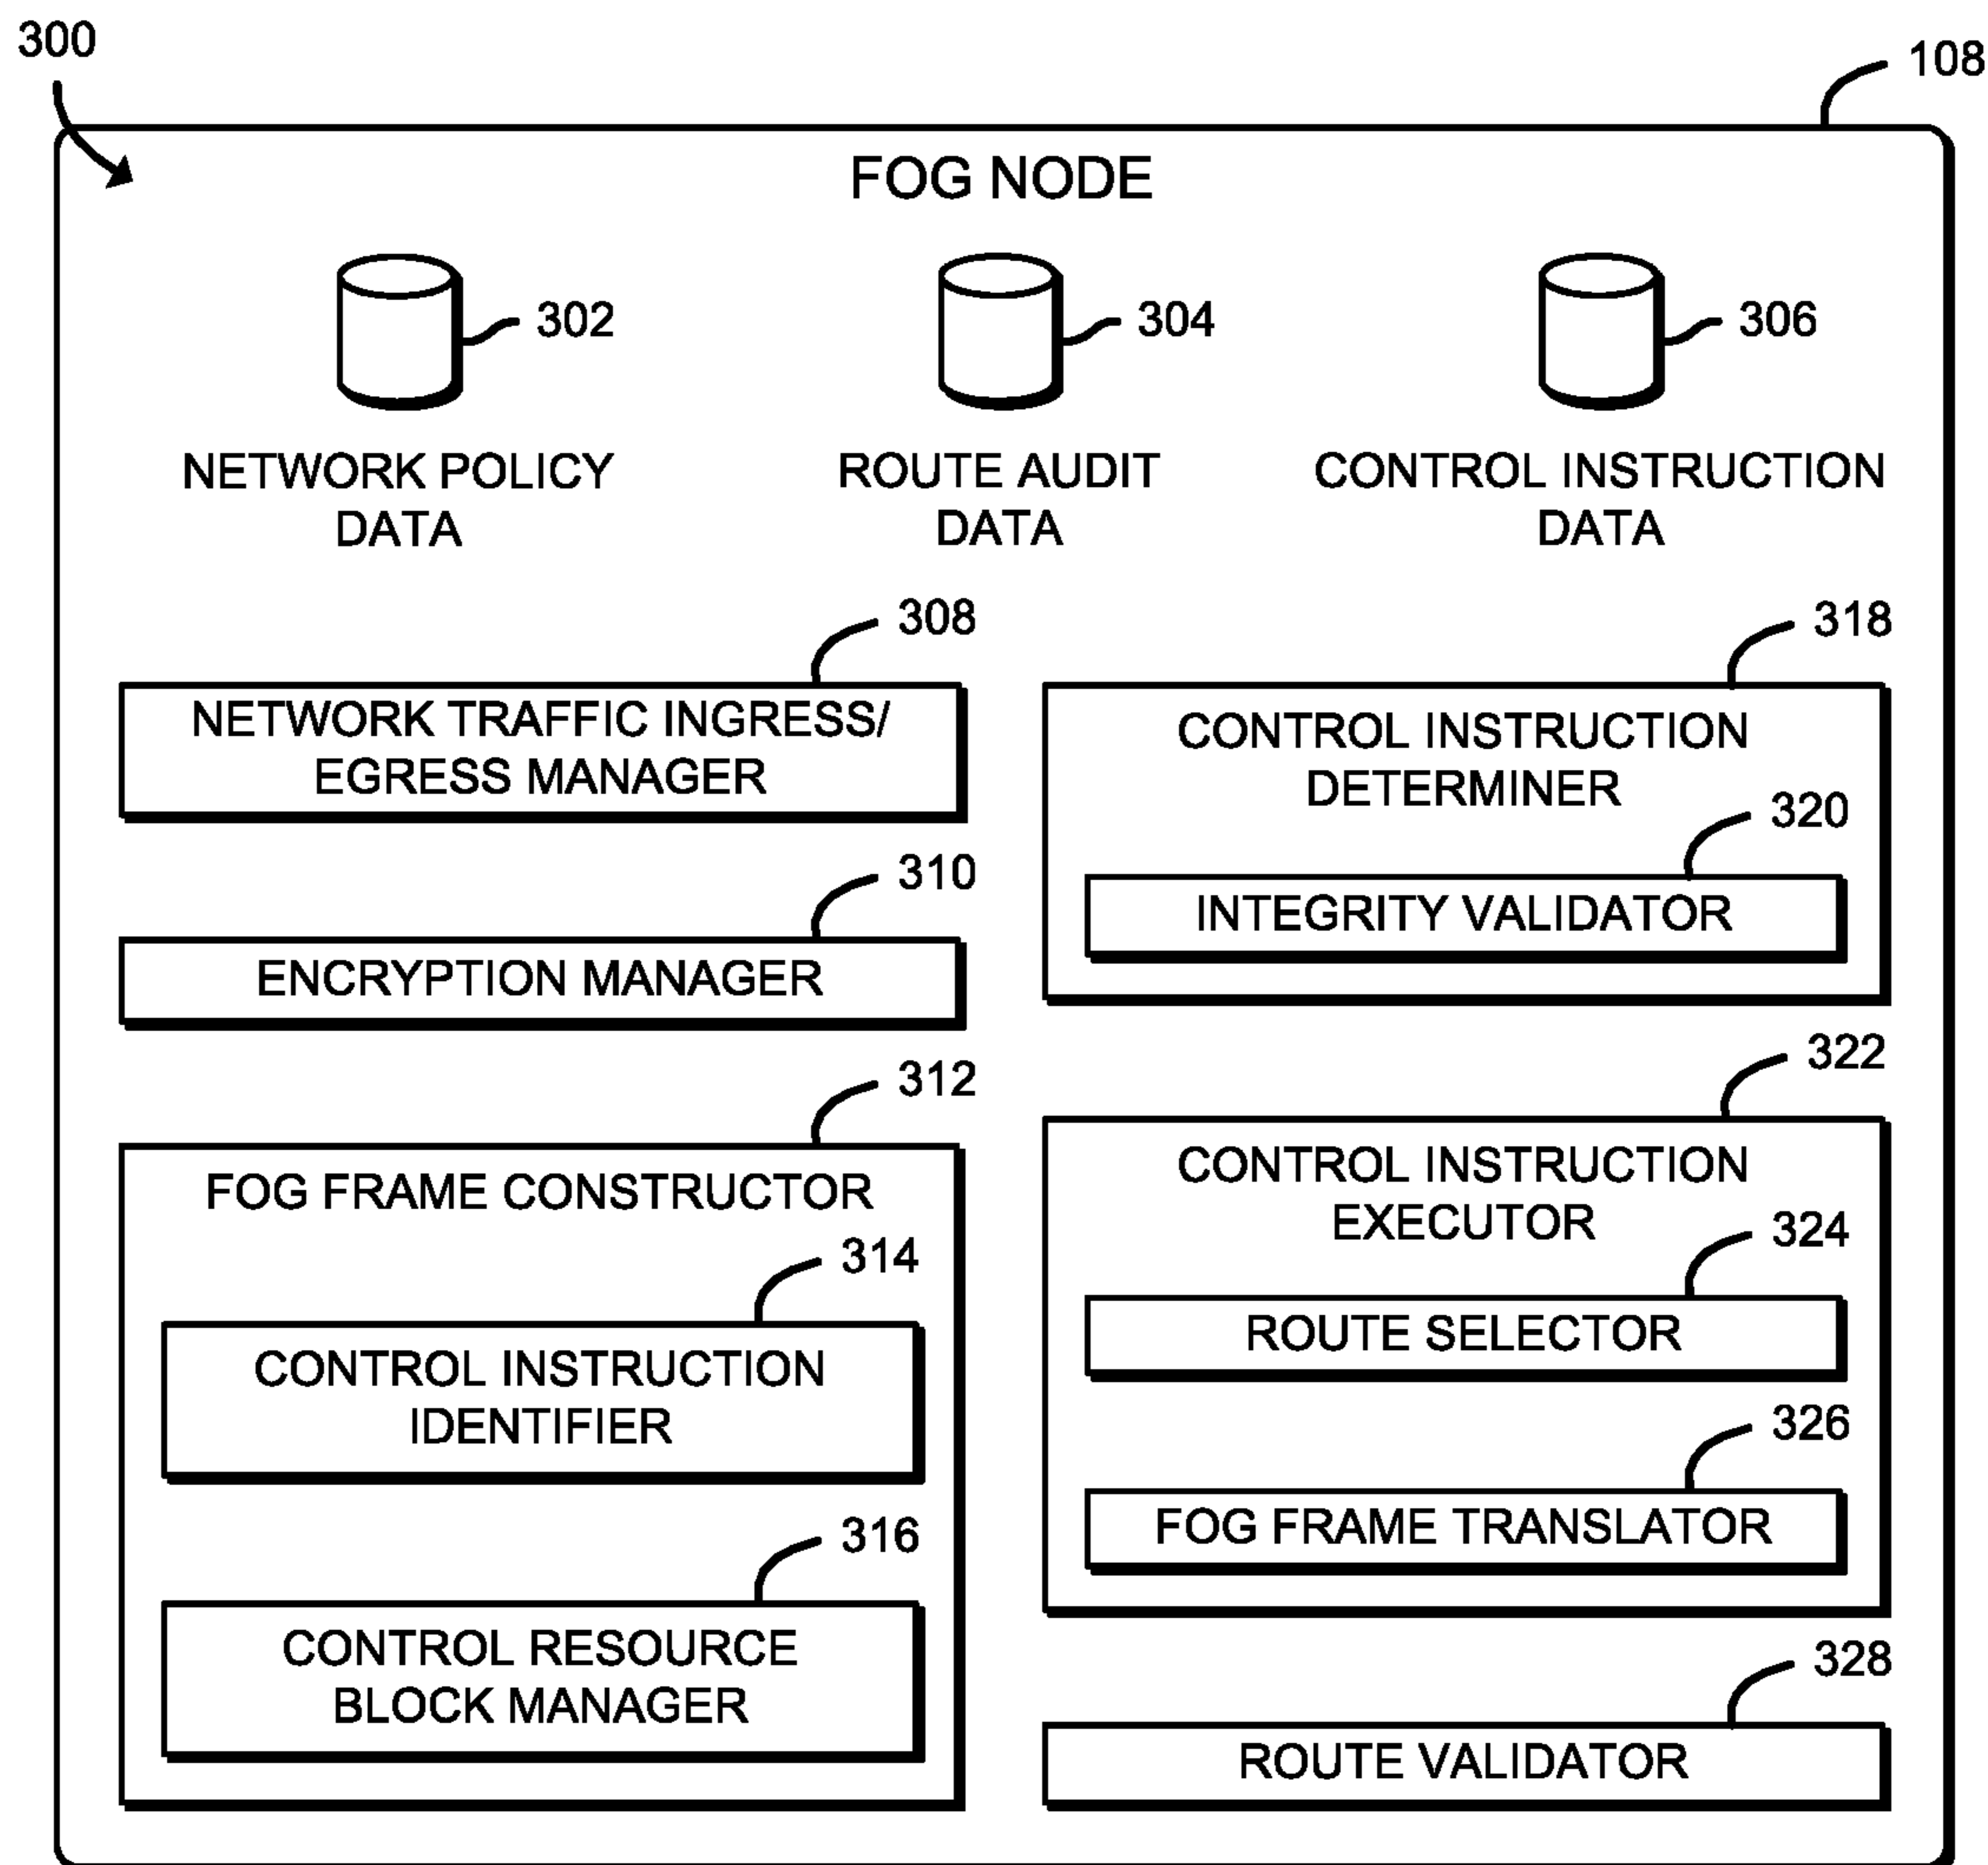 300
108
FOG NODE
302
304
306
NETWORK POLICY
DATA
ROUTE AUDIT
DATA
CONTROL INSTRUCTION
DATA
308
NETWORK TRAFFIC INGRESS/
EGRESS MANAGER
310
ENCRYPTION MANAGER
312
FOG FRAME CONSTRUCTOR
314
CONTROL INSTRUCTION
IDENTIFIER
316
CONTROL RESOURCE
BLOCK MANAGER
318
CONTROL INSTRUCTION
DETERMINER
320
INTEGRITY VALIDATOR
322
CONTROL INSTRUCTION
EXECUTOR
324
ROUTE SELECTOR
326
FOG FRAME TRANSLATOR
328
ROUTE VALIDATOR